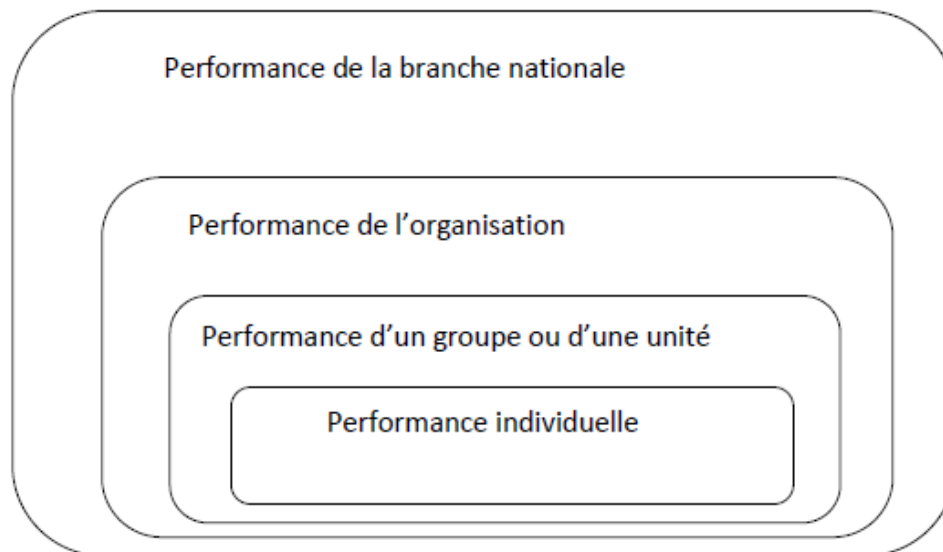 Performance de la branche nationale
Performance de l’organisation
Performance d’un groupe ou d’une unité
Performance individuelle